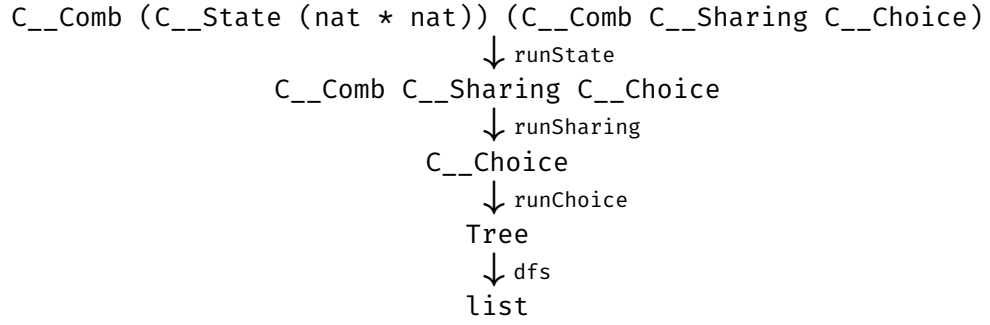 C__Comb (C__State (nat * nat)) (C__Comb C__Sharing C__Choice)
runState
C__Comb C__Sharing C__Choice
runSharing
C__Choice
runChoice
Tree
dfs
list